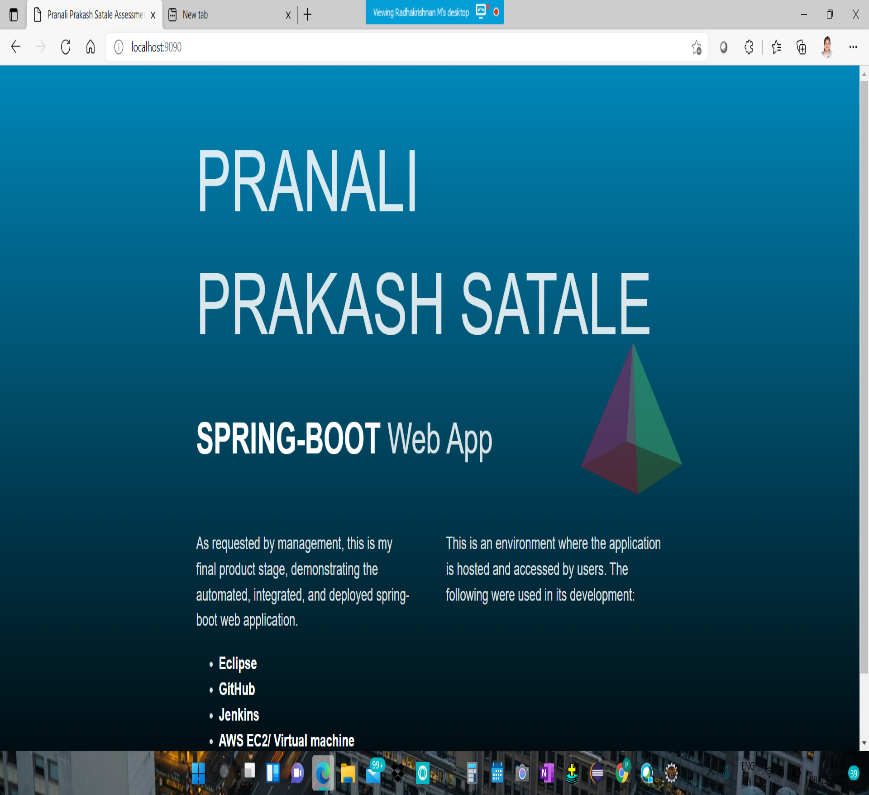 Pranali Prakash Satale Assessme
New tab
Viewing Radhakrishnan M's desktop
localhost:9090
PRANALI
PRAKASH SATALE
SPRING-BOOT Web App
As requested by management, this is my
final product stage, demonstrating the
automated, integrated, and deployed spring-
boot web application.
This is an environment where the application
is hosted and accessed by users. The
following were used in its development:
• Eclipse
• GitHub
• Jenkins
• AWS EC2/ Virtual machine
99+
39